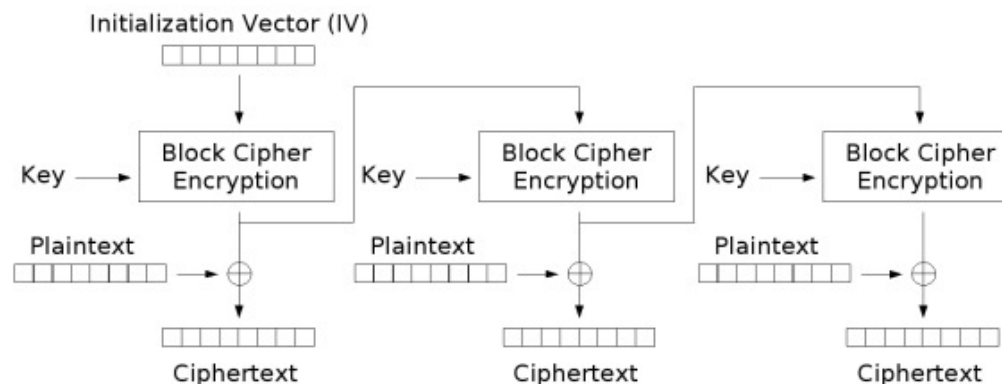 Initialization Vector (IV)
Block Cipher
Encryption
Block Cipher
Encryption
Block Cipher
Encryption
Key
Key
Key
Plaintext
Plaintext
Plaintext
Ciphertext
Ciphertext
Ciphertext